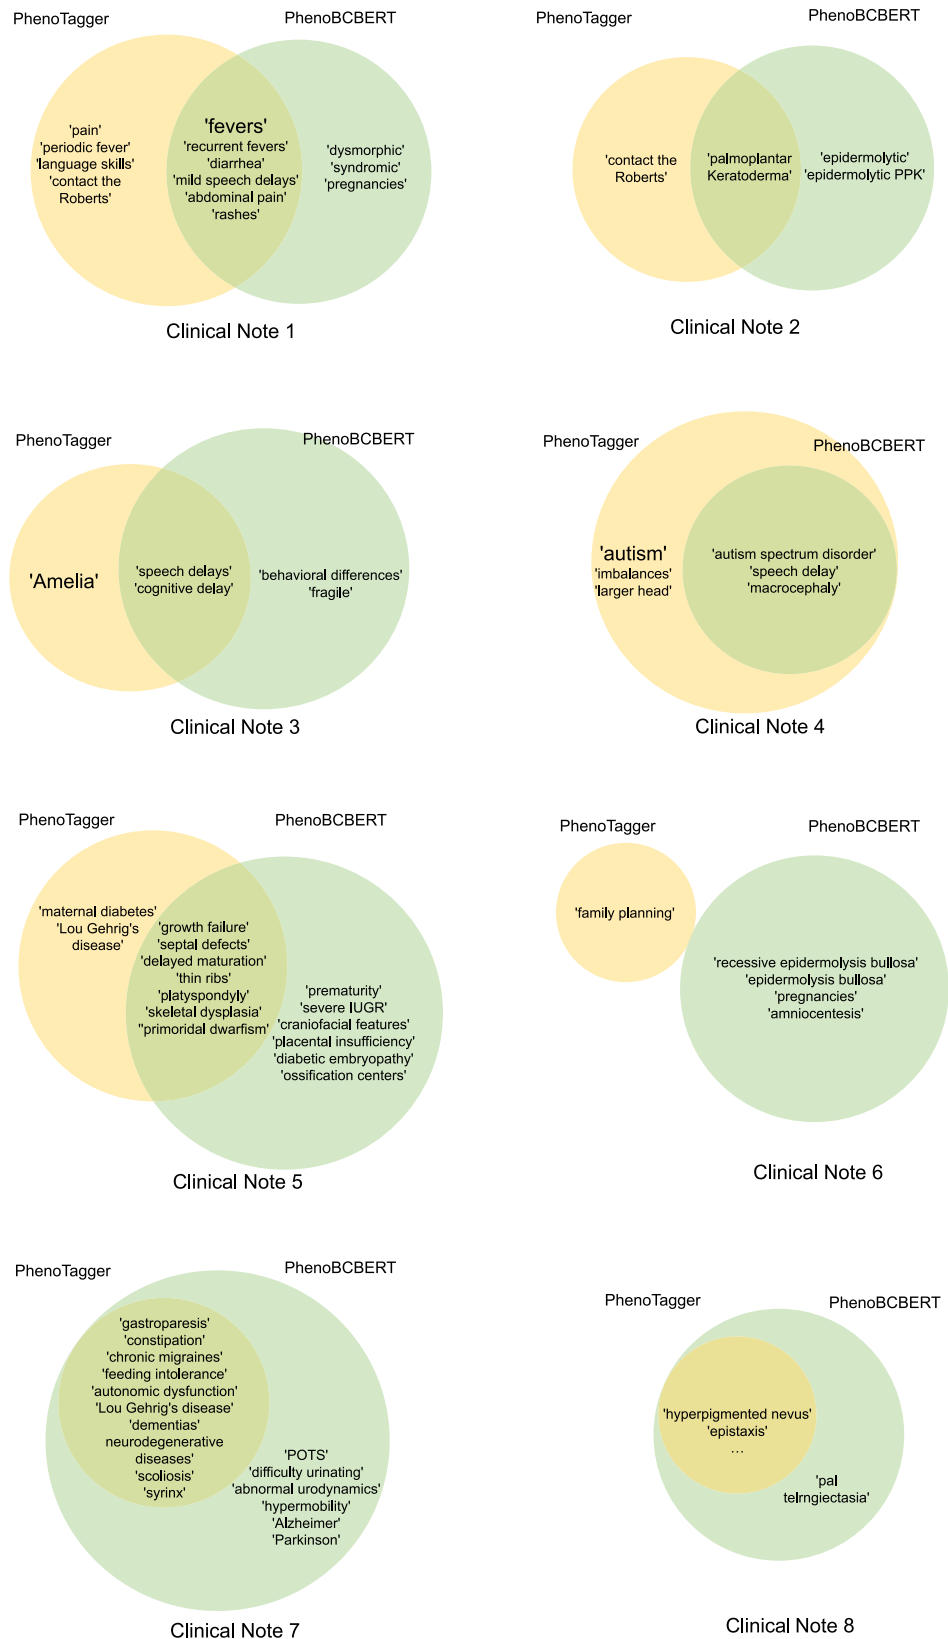 PhenoTagger
PhenoBCBERT
'pain'
'periodic fever'
'language skills'
'contact the
Roberts'
'fevers'
'recurrent fevers'
'diarrhea'
'mild speech delays'
'abdominal pain'
'rashes'
'dysmorphic'
'syndromic'
'pregnancies'
Clinical Note 1
PhenoTagger
PhenoBCBERT
'contact the
Roberts'
'palmoplantar
Keratoderma'
'epidermolytic'
'epidermolytic PPK'
Clinical Note 2
PhenoTagger
PhenoBCBERT
'Amelia'
'speech delays'
'cognitive delay'
'behavioral differences'
'fragile'
Clinical Note 3
PhenoTagger
PhenoBCBERT
'autism'
'imbalances'
'larger head'
'autism spectrum disorder'
'speech delay'
'macrocephaly'
Clinical Note 4
PhenoTagger
PhenoBCBERT
'maternal diabetes'
'Lou Gehrig's
disease'
'growth failure'
'septal defects'
'delayed maturation'
'thin ribs'
'platyspondyly'
'skeletal dysplasia'
''primoridal dwarfism'
'prematurity'
'severe IUGR'
'craniofacial features'
'placental insufficiency'
'diabetic embryopathy'
'ossification centers'
Clinical Note 5
PhenoTagger
PhenoBCBERT
'family planning'
'recessive epidermolysis bullosa'
'epidermolysis bullosa'
'pregnancies'
'amniocentesis'
Clinical Note 6
PhenoTagger
PhenoBCBERT
'gastroparesis'
'constipation'
'chronic migraines'
'feeding intolerance'
'autonomic dysfunction'
'Lou Gehrig's disease'
'dementias'
neurodegenerative
diseases'
'scoliosis'
'syrinx'
'POTS'
'difficulty urinating'
'abnormal urodynamics'
'hypermobility'
'Alzheimer'
'Parkinson'
Clinical Note 7
PhenoTagger
PhenoBCBERT
'hyperpigmented nevus'
'epistaxis'
...
'pal
telrngiectasia'
Clinical Note 8